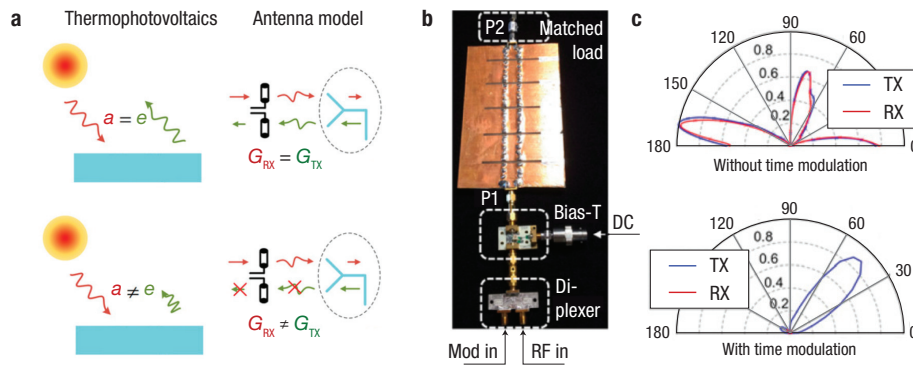 a
Thermophotovoltaics
Antenna model
a = e
G_RX = G_TX
a ≠ e
G_RX ≠ G_TX
b
P2
Matched
load
P1
Bias-T
DC
Di-
plexer
Mod in
RF in
c
90
120
60
0.8
0.6
0.4
0.2
150
180
0
TX
RX
Without time modulation
90
120
60
0.8
0.6
0.4
0.2
30
180
0
TX
RX
With time modulation